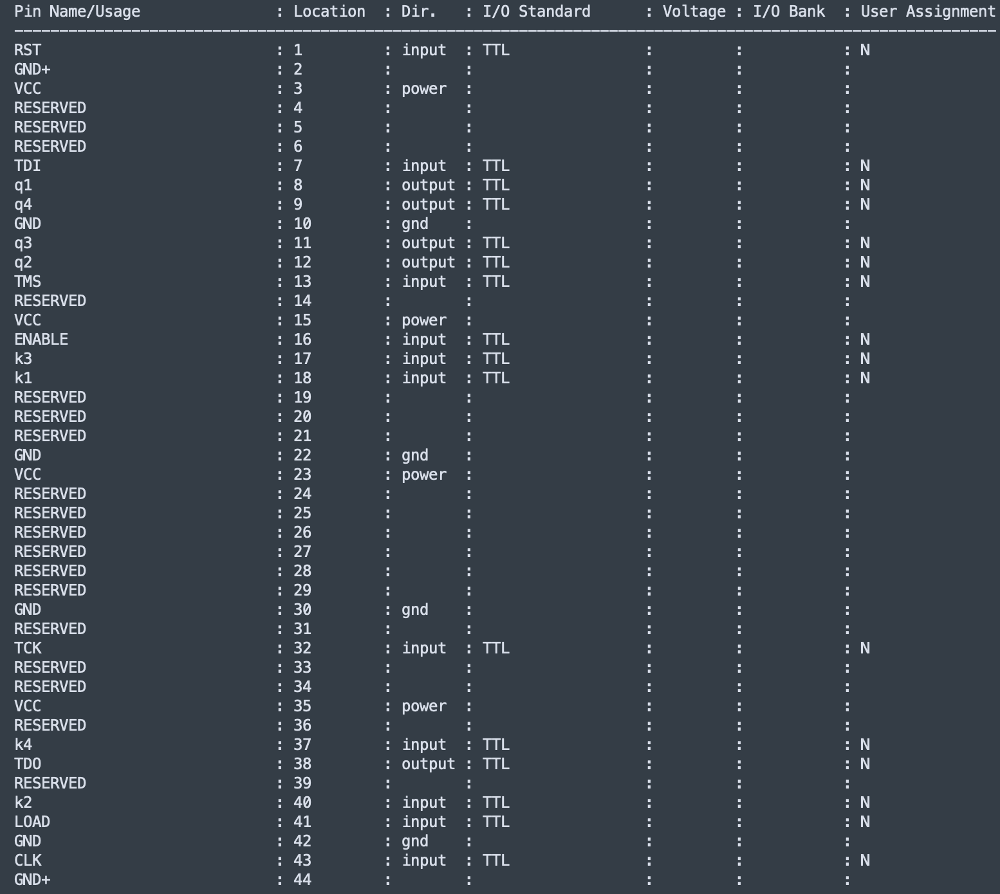 Pin Name/Usage               : Location  : Dir.   : I/O Standard      : Voltage : I/O Bank  : User Assignment
-------------------------------------------------------------------------------------------------------------
RST                          : 1         : input  : TTL               :         :           : N
GND+                         : 2         :        :                   :         :           :
VCC                          : 3         : power  :                   :         :           :
RESERVED                     : 4         :        :                   :         :           :
RESERVED                     : 5         :        :                   :         :           :
RESERVED                     : 6         :        :                   :         :           :
TDI                          : 7         : input  : TTL               :         :           : N
q1                           : 8         : output : TTL               :         :           : N
q4                           : 9         : output : TTL               :         :           : N
GND                          : 10        : gnd    :                   :         :           :
q3                           : 11        : output : TTL               :         :           : N
q2                           : 12        : output : TTL               :         :           : N
TMS                          : 13        : input  : TTL               :         :           : N
RESERVED                     : 14        :        :                   :         :           :
VCC                          : 15        : power  :                   :         :           :
ENABLE                       : 16        : input  : TTL               :         :           : N
k3                           : 17        : input  : TTL               :         :           : N
k1                           : 18        : input  : TTL               :         :           : N
RESERVED                     : 19        :        :                   :         :           :
RESERVED                     : 20        :        :                   :         :           :
RESERVED                     : 21        :        :                   :         :           :
GND                          : 22        : gnd    :                   :         :           :
VCC                          : 23        : power  :                   :         :           :
RESERVED                     : 24        :        :                   :         :           :
RESERVED                     : 25        :        :                   :         :           :
RESERVED                     : 26        :        :                   :         :           :
RESERVED                     : 27        :        :                   :         :           :
RESERVED                     : 28        :        :                   :         :           :
RESERVED                     : 29        :        :                   :         :           :
GND                          : 30        : gnd    :                   :         :           :
RESERVED                     : 31        :        :                   :         :           :
TCK                          : 32        : input  : TTL               :         :           : N
RESERVED                     : 33        :        :                   :         :           :
RESERVED                     : 34        :        :                   :         :           :
VCC                          : 35        : power  :                   :         :           :
RESERVED                     : 36        :        :                   :         :           :
k4                           : 37        : input  : TTL               :         :           : N
TDO                          : 38        : output : TTL               :         :           : N
RESERVED                     : 39        :        :                   :         :           :
k2                           : 40        : input  : TTL               :         :           : N
LOAD                         : 41        : input  : TTL               :         :           : N
GND                          : 42        : gnd    :                   :         :           :
CLK                          : 43        : input  : TTL               :         :           : N
GND+                         : 44        :        :                   :         :           :